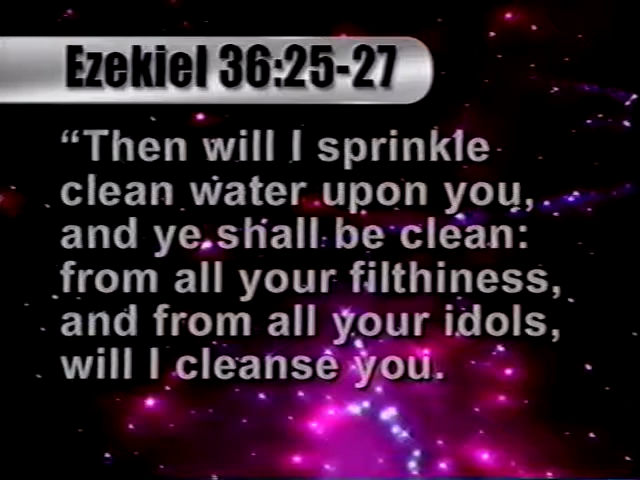 Ezekiel 36:25-27
“Then will I sprinkle
clean water upon you,
and ye shall be clean:
from all your filthiness,
and from all your idols,
will I cleanse you.